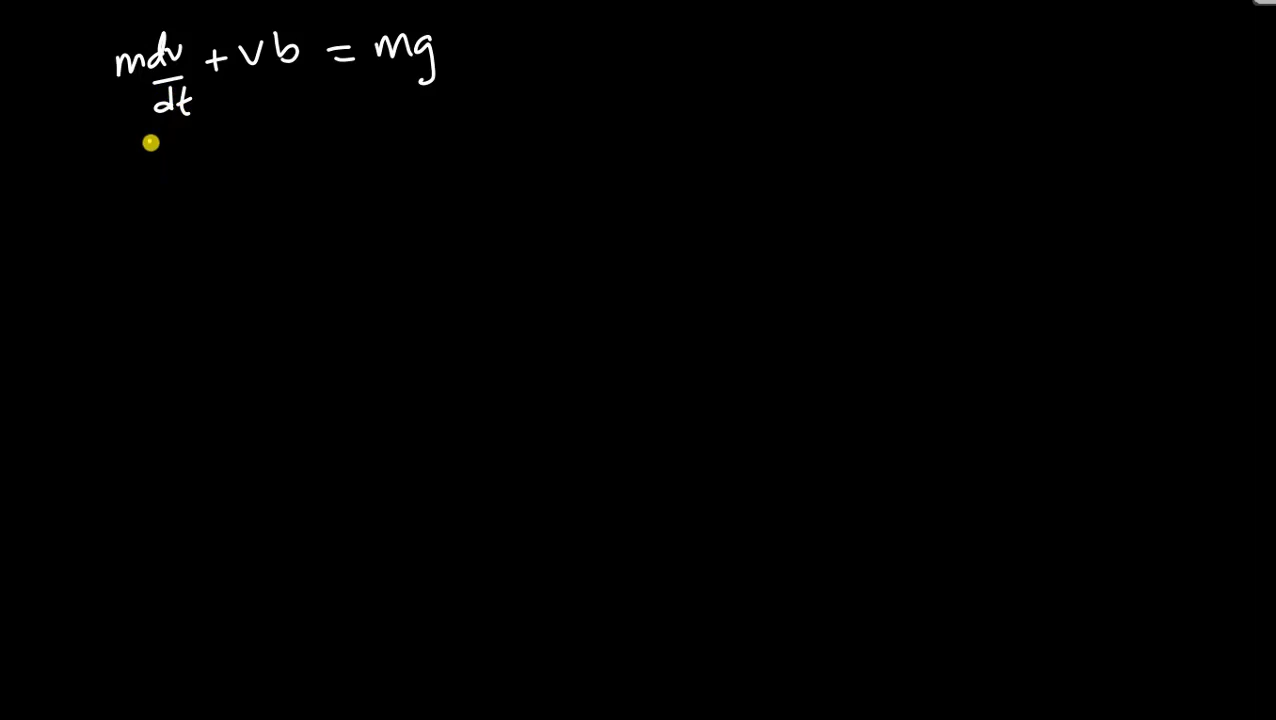 m dv/dt + vb = mg